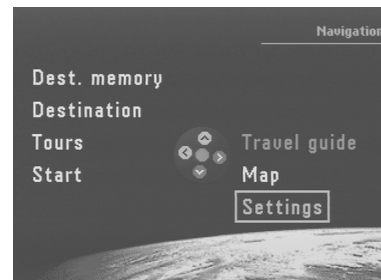 Navigation
Dest. memory
Destination
Tours
Travel guide
Start
Map
Settings